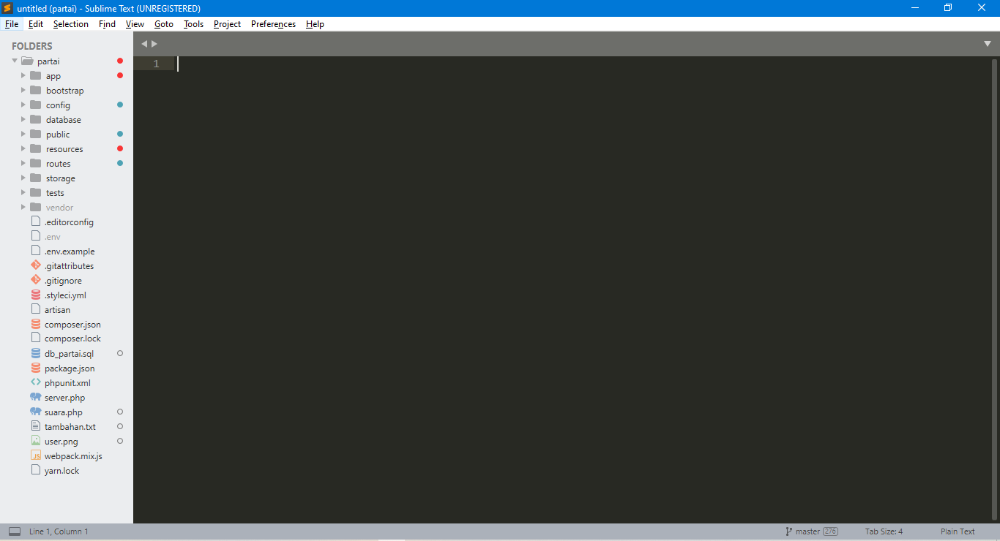 untitled (partai) - Sublime Text (UNREGISTERED)
File Edit Selection Find View Goto Tools Project Preferences Help
FOLDERS
partai
app
bootstrap
config
database
public
resources
routes
storage
tests
vendor
.editorconfig
.env
.env.example
.gitattributes
.gitignore
.styleci.yml
artisan
composer.json
composer.lock
db_partai.sql
package.json
phpunit.xml
server.php
suara.php
tambahan.txt
user.png
JS webpack.mix.js
yarn.lock
1
Line 1, Column 1 master 276 Tab Size: 4 Plain Text